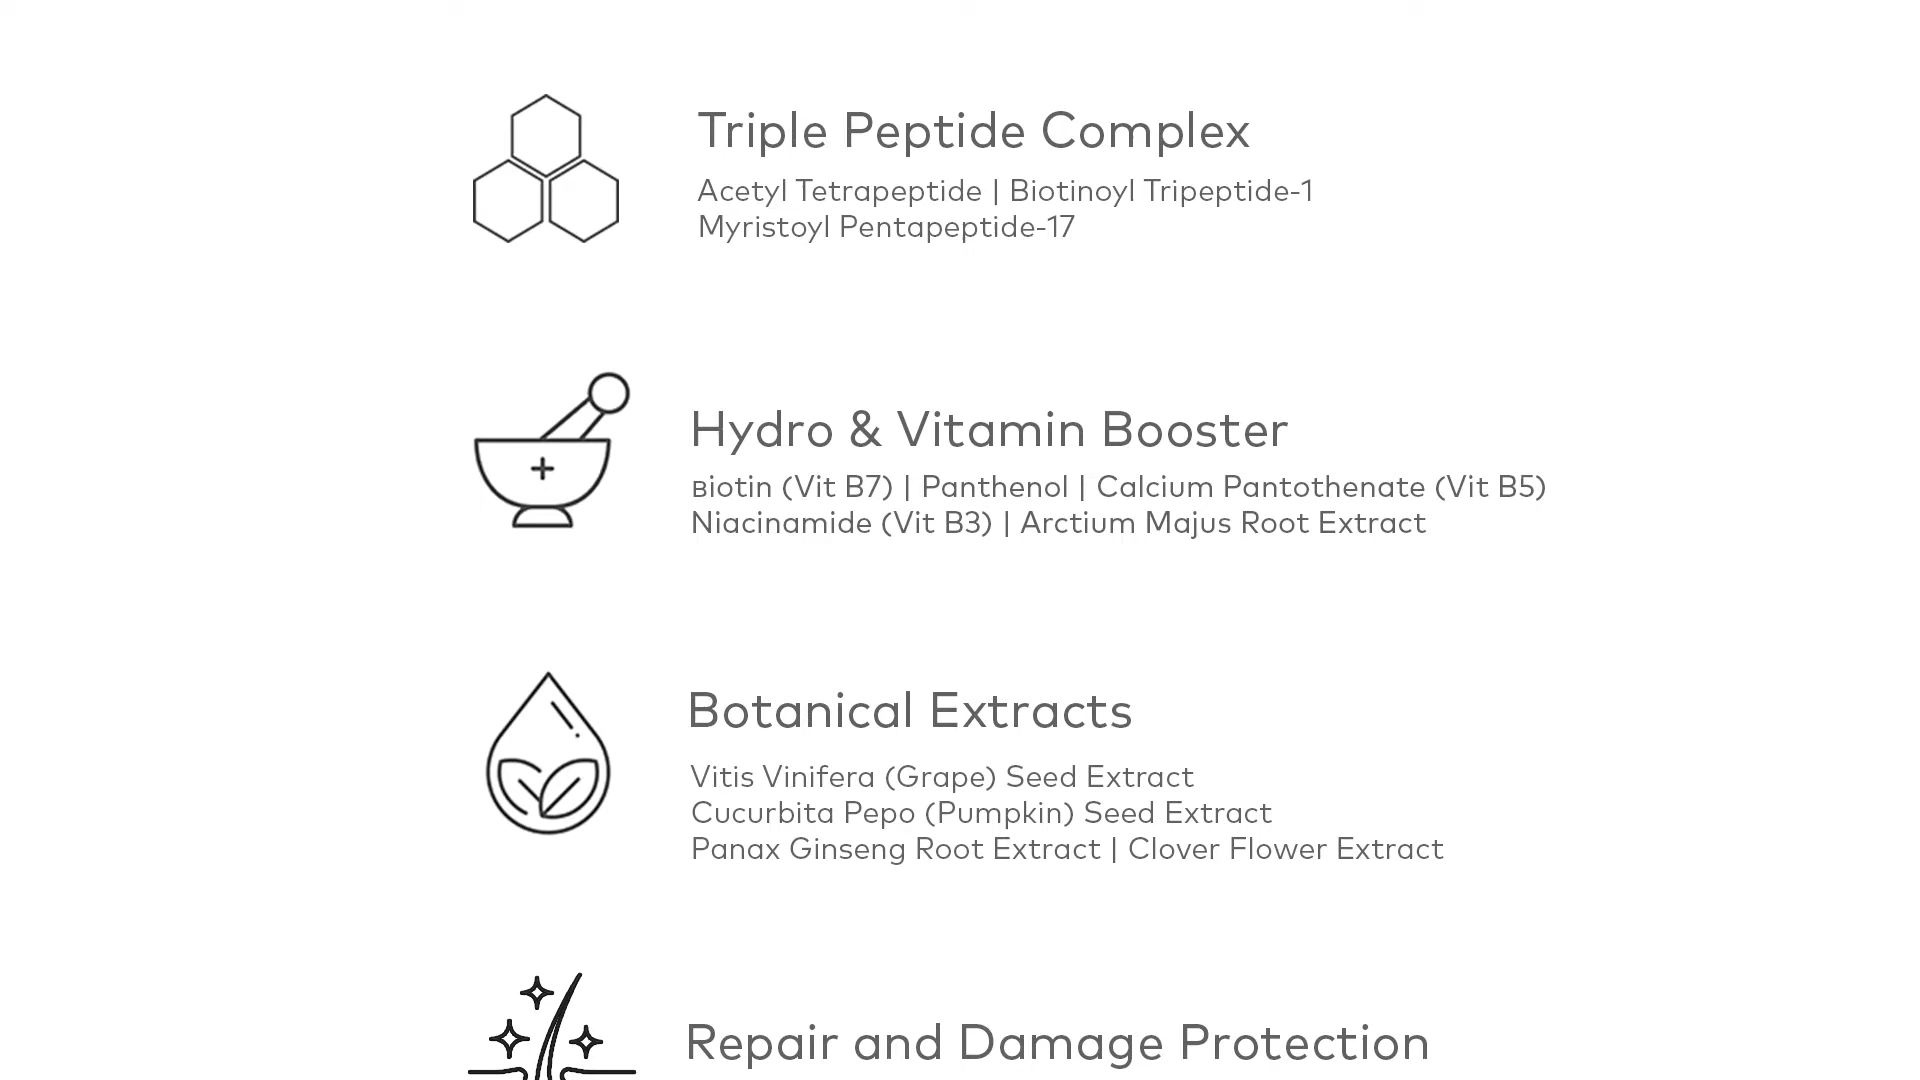 Triple Peptide Complex
Acetyl Tetrapeptide | Biotinoyl Tripeptide-1
Myristoyl Pentapeptide-17
Hydro & Vitamin Booster
Biotin (Vit B7) | Panthenol | Calcium Pantothenate (Vit B5)
Niacinamide (Vit B3) | Arctium Majus Root Extract
Botanical Extracts
Vitis Vinifera (Grape) Seed Extract
Cucurbita Pepo (Pumpkin) Seed Extract
Panax Ginseng Root Extract | Clover Flower Extract
Repair and Damage Protection